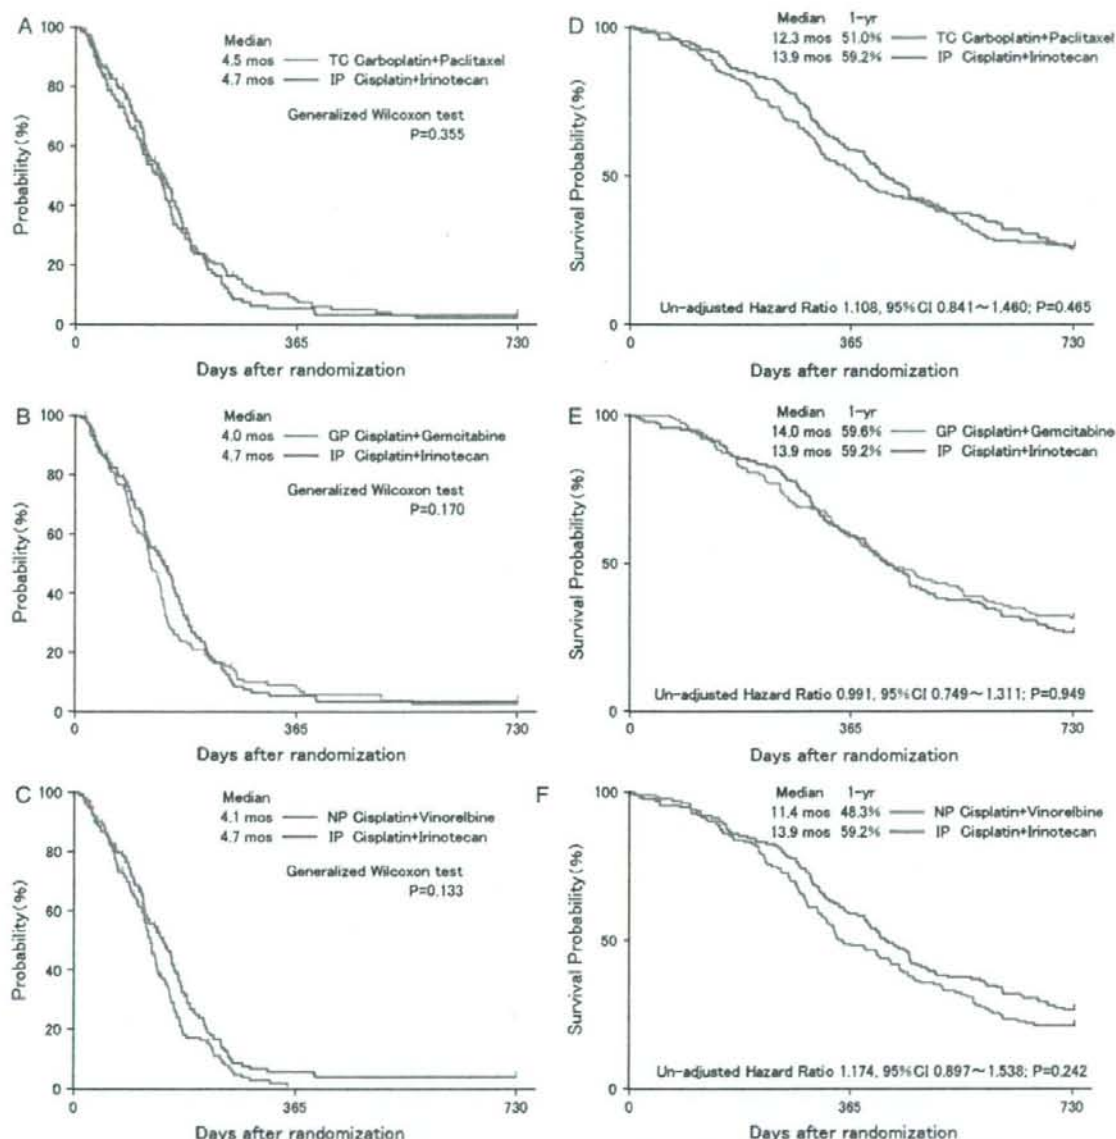 A
100
80
60
40
20
0
Probability(%)
Median
4.5 mos TC Carboplatin+Paclitaxel
4.7 mos IP Cisplatin+Irinotecan
Generalized Wilcoxon test
P=0.355
0 365 730
Days after randomization
D
100
50
0
Survival Probability(%)
Median 1-yr
12.3 mos 51.0% TC Carboplatin+Paclitaxel
13.9 mos 59.2% IP Cisplatin+Irinotecan
Un-adjusted Hazard Ratio 1.108, 95%CI 0.841～1.460; P=0.465
0 365 730
Days after randomization
B
100
80
60
40
20
0
Probability(%)
Median
4.0 mos GP Cisplatin+Gemcitabine
4.7 mos IP Cisplatin+Irinotecan
Generalized Wilcoxon test
P=0.170
0 365 730
Days after randomization
E
100
50
0
Survival Probability(%)
Median 1-yr
14.0 mos 59.6% GP Cisplatin+Gemcitabine
13.9 mos 59.2% IP Cisplatin+Irinotecan
Un-adjusted Hazard Ratio 0.991, 95%CI 0.749～1.311; P=0.949
0 365 730
Days after randomization
C
100
80
60
40
20
0
Probability(%)
Median
4.1 mos NP Cisplatin+Vinorelbine
4.7 mos IP Cisplatin+Irinotecan
Generalized Wilcoxon test
P=0.133
0 365 730
Days after randomization
F
100
50
0
Survival Probability(%)
Median 1-yr
11.4 mos 48.3% NP Cisplatin+Vinorelbine
13.9 mos 59.2% IP Cisplatin+Irinotecan
Un-adjusted Hazard Ratio 1.174, 95%CI 0.897～1.538; P=0.242
0 365 730
Days after randomization